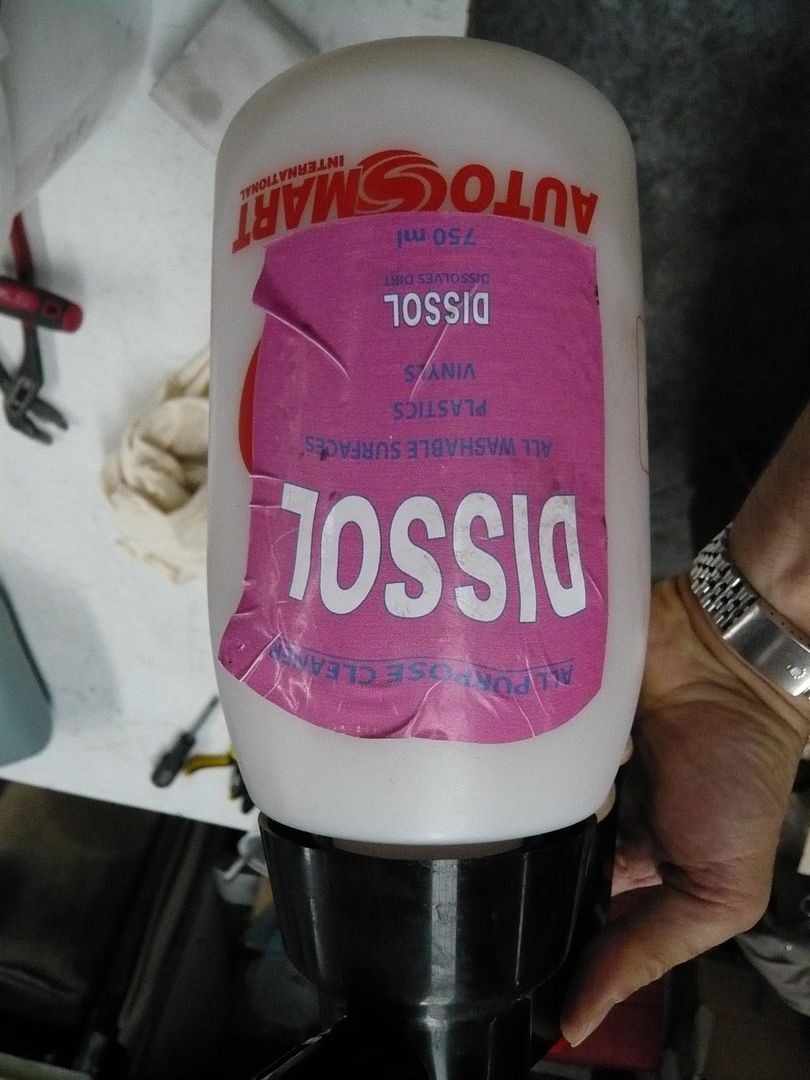 ALL PURPOSE CLEANER
DISSOL
ALL WASHABLE SURFACES
PLASTICS
VINYLS
DISSOL
DISSOLVES DIRT
750 ml
AUTOSMART
INTERNATIONAL